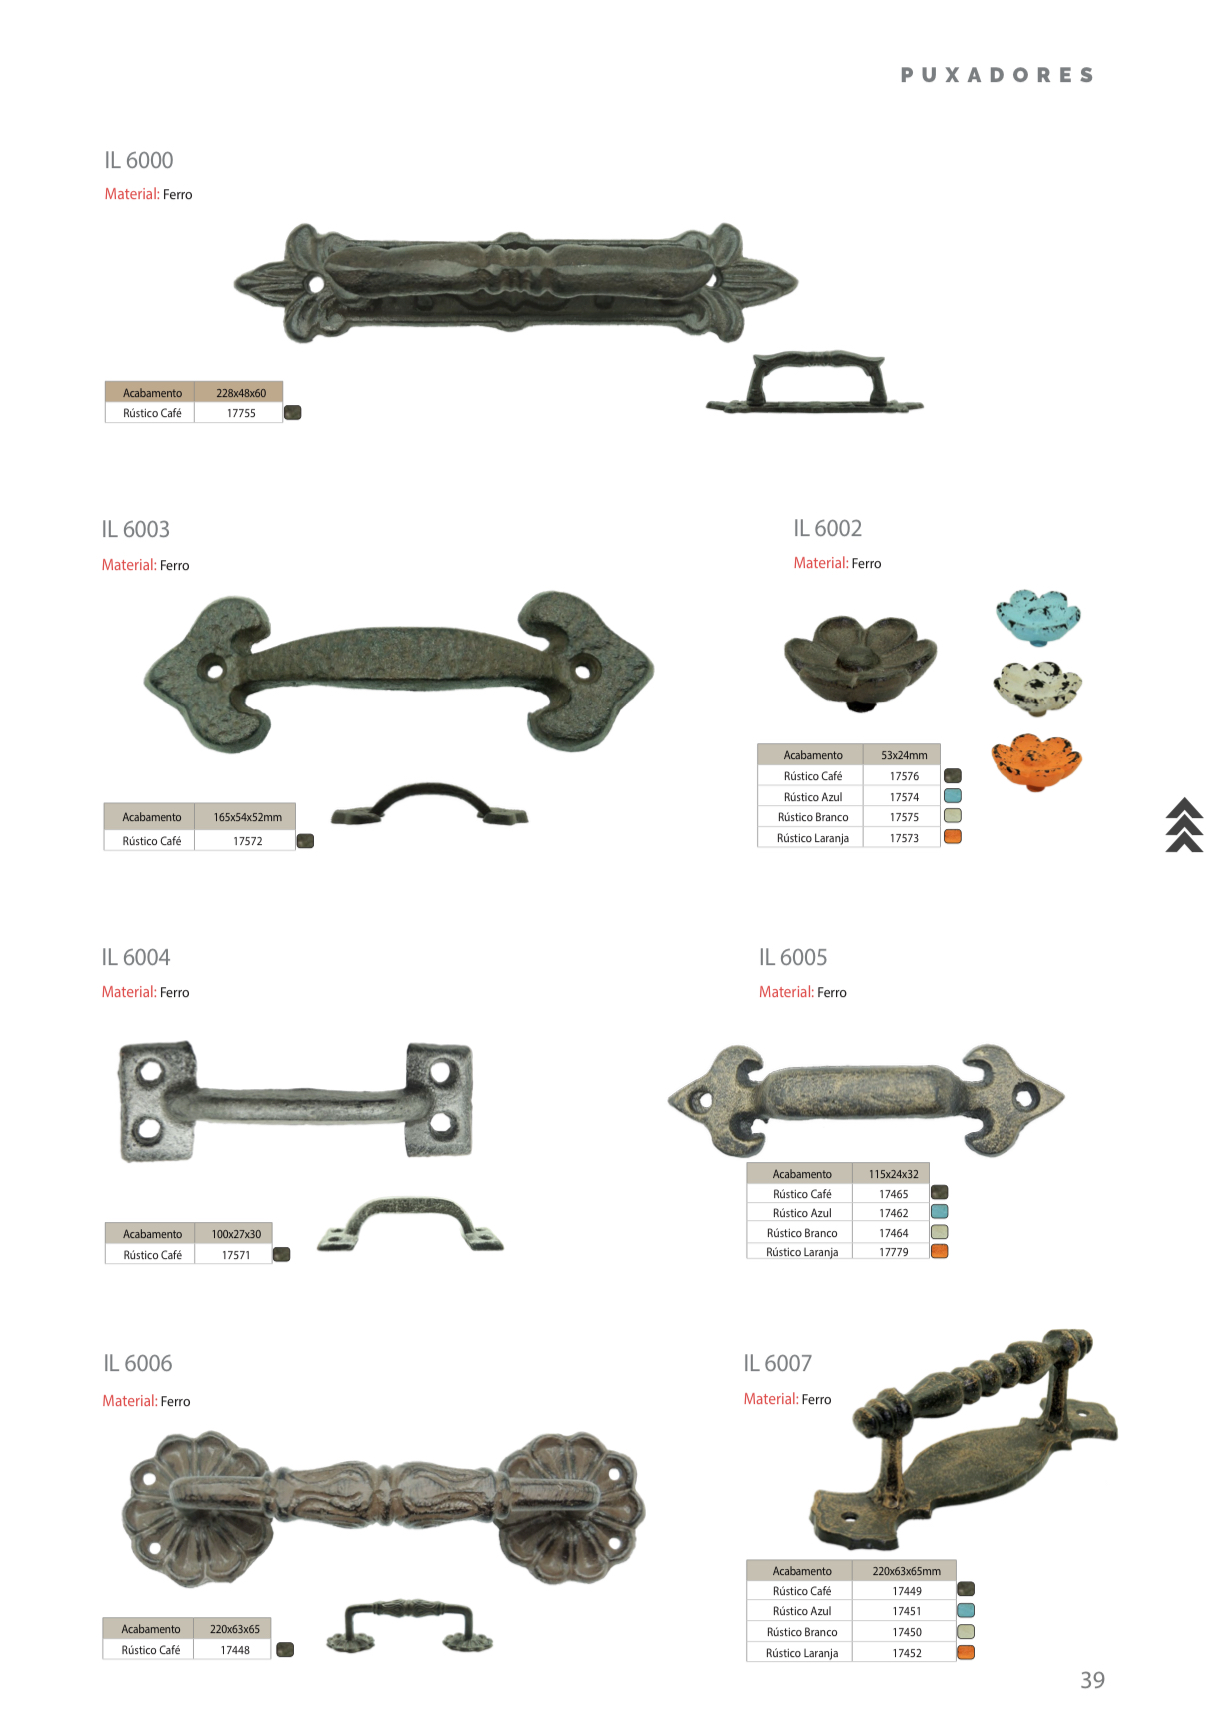 PUXADORES
IL 6000
Material: Ferro
Acabamento 228x48x60
Rústico Café 17755
IL 6003
Material: Ferro
Acabamento 165x54x52mm
Rústico Café 17572
IL 6002
Material: Ferro
Acabamento 53x24mm
Rústico Café 17576
Rústico Azul 17574
Rústico Branco 17575
Rústico Laranja 17573
IL 6004
Material: Ferro
Acabamento 100x27x30
Rústico Café 17571
IL 6005
Material: Ferro
Acabamento 115x24x32
Rústico Café 17465
Rústico Azul 17462
Rústico Branco 17464
Rústico Laranja 17779
IL 6006
Material: Ferro
Acabamento 220x63x65
Rústico Café 17448
IL 6007
Material: Ferro
Acabamento 220x63x65mm
Rústico Café 17449
Rústico Azul 17451
Rústico Branco 17450
Rústico Laranja 17452
39